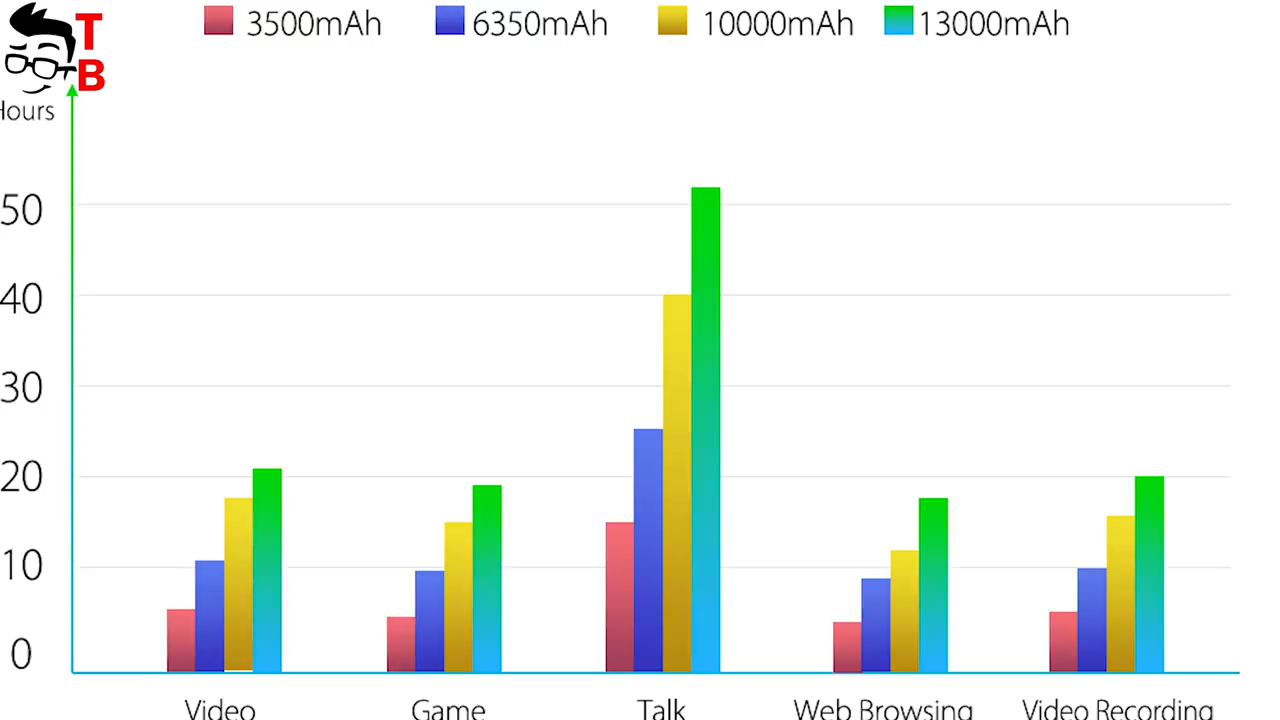 3500mAh 6350mAh 10000mAh 13000mAh
T
B
Hours
50
40
30
20
10
0
Video Game Talk Web Browsing Video Recording